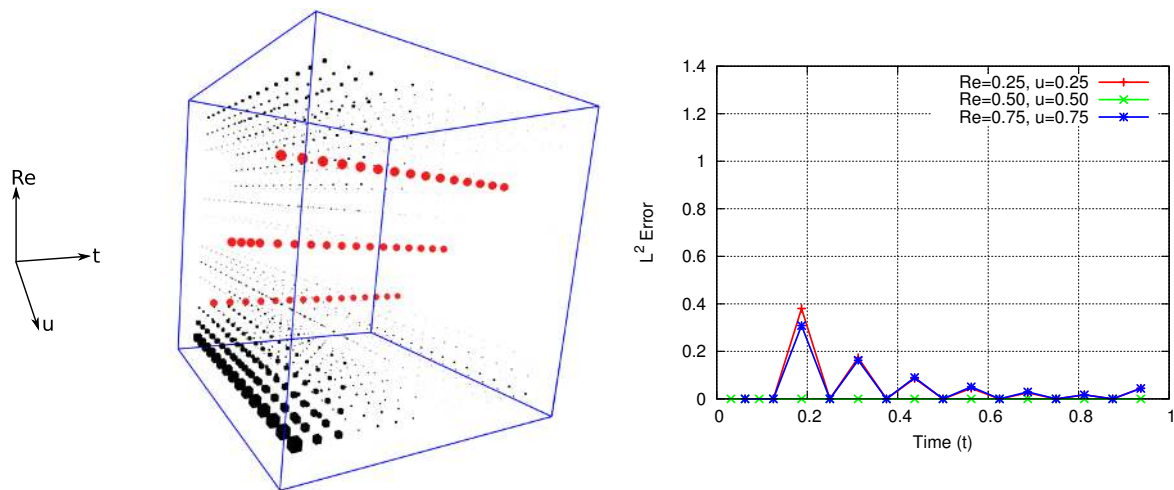 Re
t
u
1.4
1.2
1
0.8
0.6
0.4
0.2
0
L² Error
Re=0.25, u=0.25
Re=0.50, u=0.50
Re=0.75, u=0.75
0 0.2 0.4 0.6 0.8 1
Time (t)